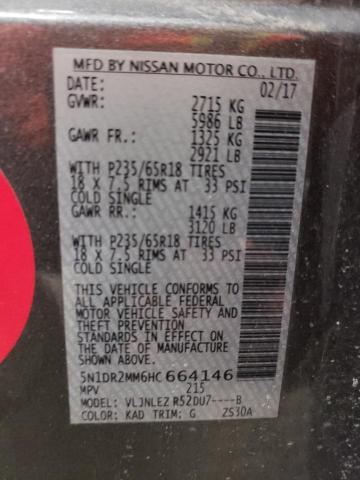 MFD BY NISSAN MOTOR CO., LTD.
DATE: 02/17
GVWR: 2715 KG
5986 LB
GAWR FR.: 1325 KG
2921 LB
WITH P235/65R18 TIRES
18 X 7.5 RIMS AT 33 PSI
COLD SINGLE
GAWR RR.: 1415 KG
3120 LB
WITH P235/65R18 TIRES
18 X 7.5 RIMS AT 33 PSI
COLD SINGLE
THIS VEHICLE CONFORMS TO
ALL APPLICABLE FEDERAL
MOTOR VEHICLE SAFETY AND
THEFT PREVENTION
STANDARDS IN EFFECT ON
THE DATE OF MANUFACTURE
SHOWN ABOVE.
5N1DR2MM6HC 664146
MPV 215
MODEL: VLJNLEZ R52DU7----B
COLOR: KAD TRIM: G ZS30A